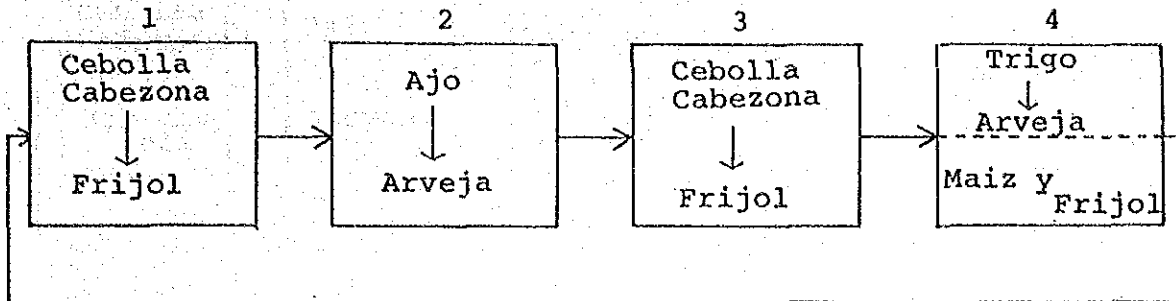 1 2 3 4
Cebolla
Cabezona
Frijol
Ajo
Arveja
Cebolla
Cabezona
Frijol
Trigo
Arveja
Maiz y
Frijol